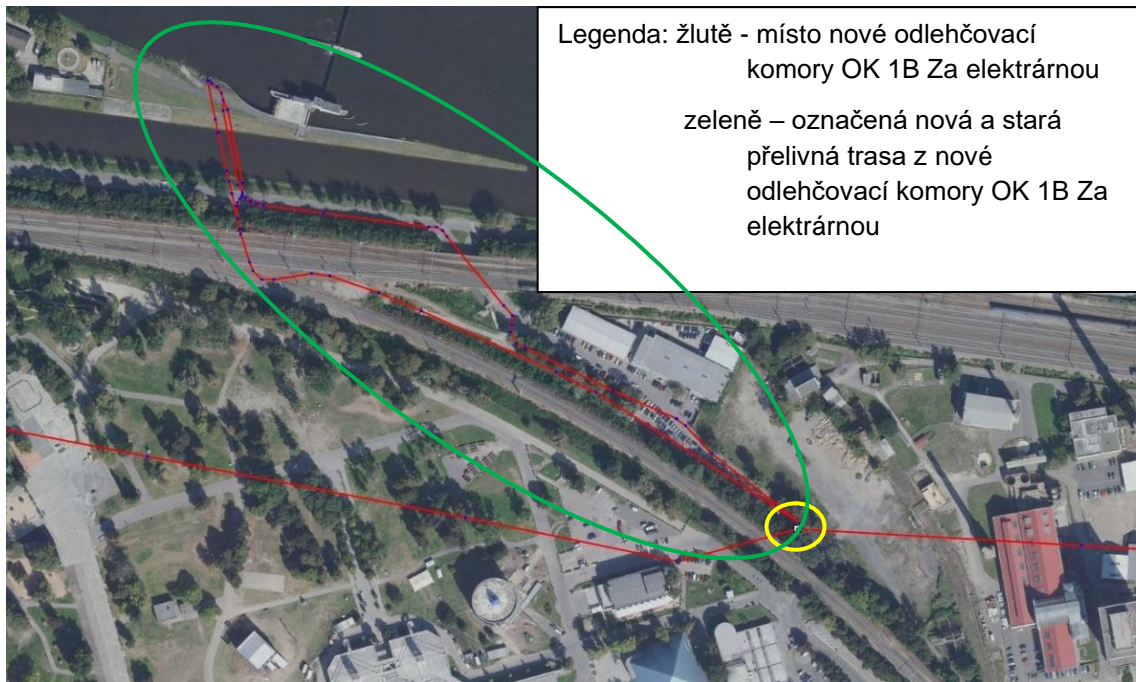 Legenda: žlutě - místo nové odlehčovací
komory OK 1B Za elektrárnou
zeleně – označená nová a stará
přelivná trasa z nové
odlehčovací komory OK 1B Za
elektrárnou